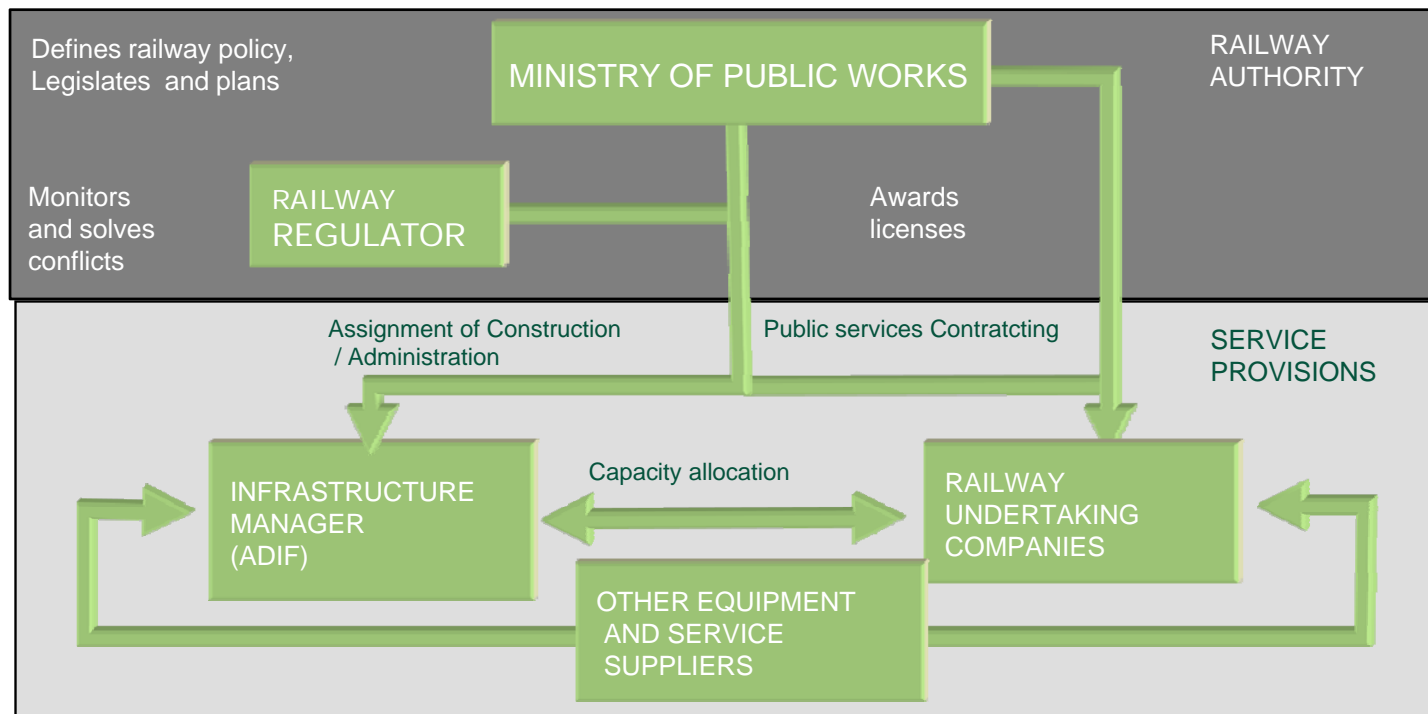 Defines railway policy,
Legislates and plans
MINISTRY OF PUBLIC WORKS
RAILWAY
AUTHORITY
Monitors
and solves
conflicts
RAILWAY
REGULATOR
Awards
licenses
Assignment of Construction
/ Administration
Public services Contratcting
SERVICE
PROVISIONS
INFRASTRUCTURE
MANAGER
(ADIF)
Capacity allocation
RAILWAY
UNDERTAKING
COMPANIES
OTHER EQUIPMENT
AND SERVICE
SUPPLIERS